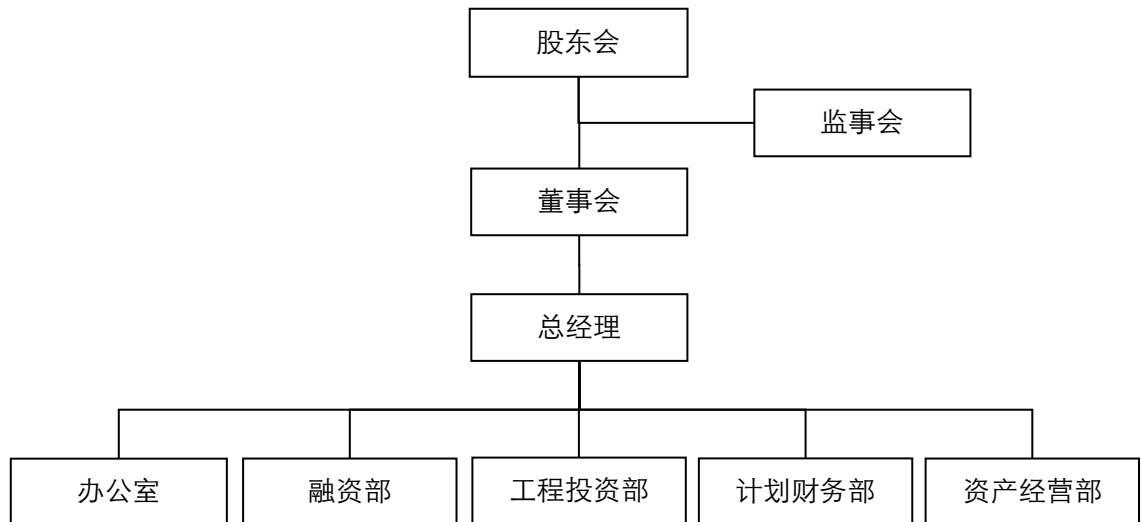 股东会
监事会
董事会
总经理
办公室
融资部
工程投资部
计划财务部
资产经营部